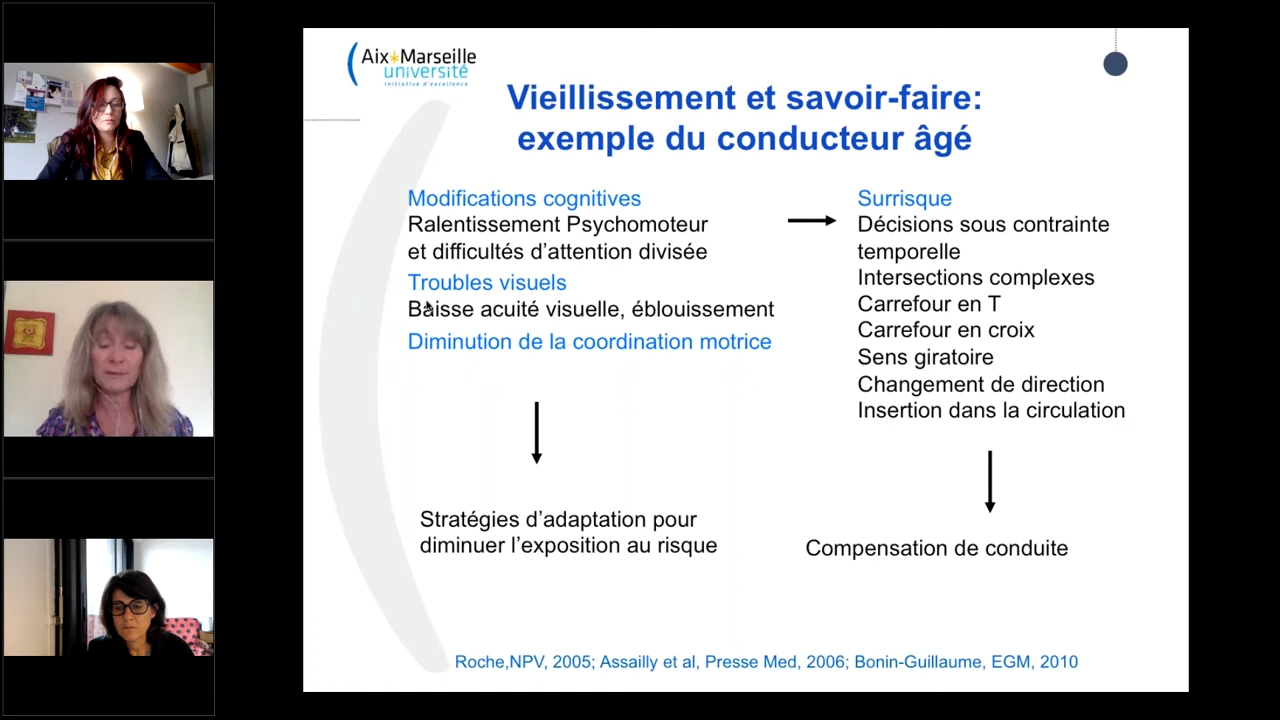 Aix*Marseille
université
Initiative d'excellence
Vieillissement et savoir-faire:
exemple du conducteur âgé
Modifications cognitives
Ralentissement Psychomoteur
et difficultés d'attention divisée
Troubles visuels
Baisse acuité visuelle, éblouissement
Diminution de la coordination motrice
Surrisque
Décisions sous contrainte
temporelle
Intersections complexes
Carrefour en T
Carrefour en croix
Sens giratoire
Changement de direction
Insertion dans la circulation
Stratégies d'adaptation pour
diminuer l'exposition au risque
Compensation de conduite
Roche,NPV, 2005; Assailly et al, Presse Med, 2006; Bonin-Guillaume, EGM, 2010